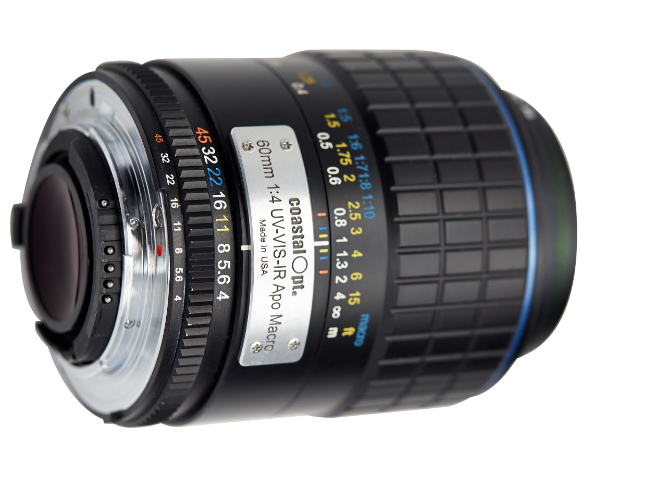 1:5 1:6 1:7 1:8 1:10 macro
1.5 1.75 2 2.5 3 4 6 15 ft
0.4 0.5 0.6 0.8 1 1.3 2 4 ∞ m
coastalOpt®
60mm 1:4 UV-VIS-IR Apo Macro
Made in USA
45 32 22 16 11 8 5.6 4
45 32 22 16 11 8 5.6 4